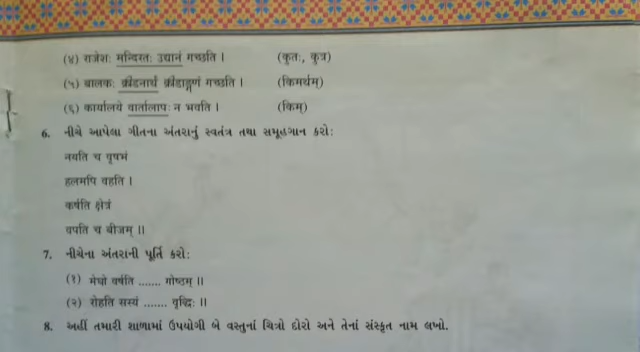 (४) राजेशः मन्दिरतः उद्यानं गच्छति । (कुतः, कुत्र)
(५) बालकः क्रीडनार्थं क्रीडाङ्गणं गच्छति । (किमर्थम्)
(६) कार्यालये वार्तालापः न भवति । (किम्)
6. નીચે આપેલા ગીતના અંતરાનું સ્વતંત્ર તથા સમૂહગાન કરો:
नयति च वृषभं
हलमपि वहति ।
कर्षति क्षेत्रं
वपति च बीजम् ॥
7. નીચેના અંતરાની પૂર્તિ કરો:
(१) मेघो वर्षति ....... गोष्ठम् ॥
(२) रोहति सस्यं ....... वृद्धिः ॥
8. અહીં તમારી શાળામાં ઉપયોગી બે વસ્તુનાં ચિત્રો દોરો અને તેનાં સંસ્કૃત નામ લખો.